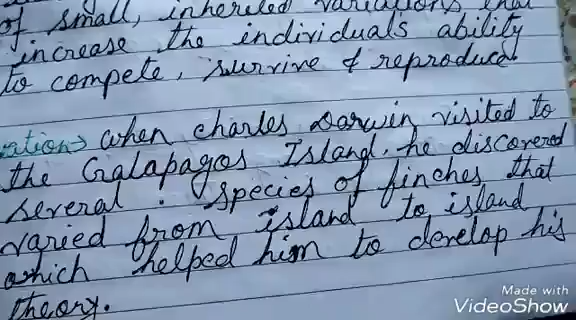 of small, inherited variations that
increase the individuals ability
to compete, survive & reproduce.
ation⇒ when charles Darwin visited to
the Galapagos Island, he discovered
several . species of finches that
varied from island to island
which helped him to develop his
theory.
Made with
VideoShow